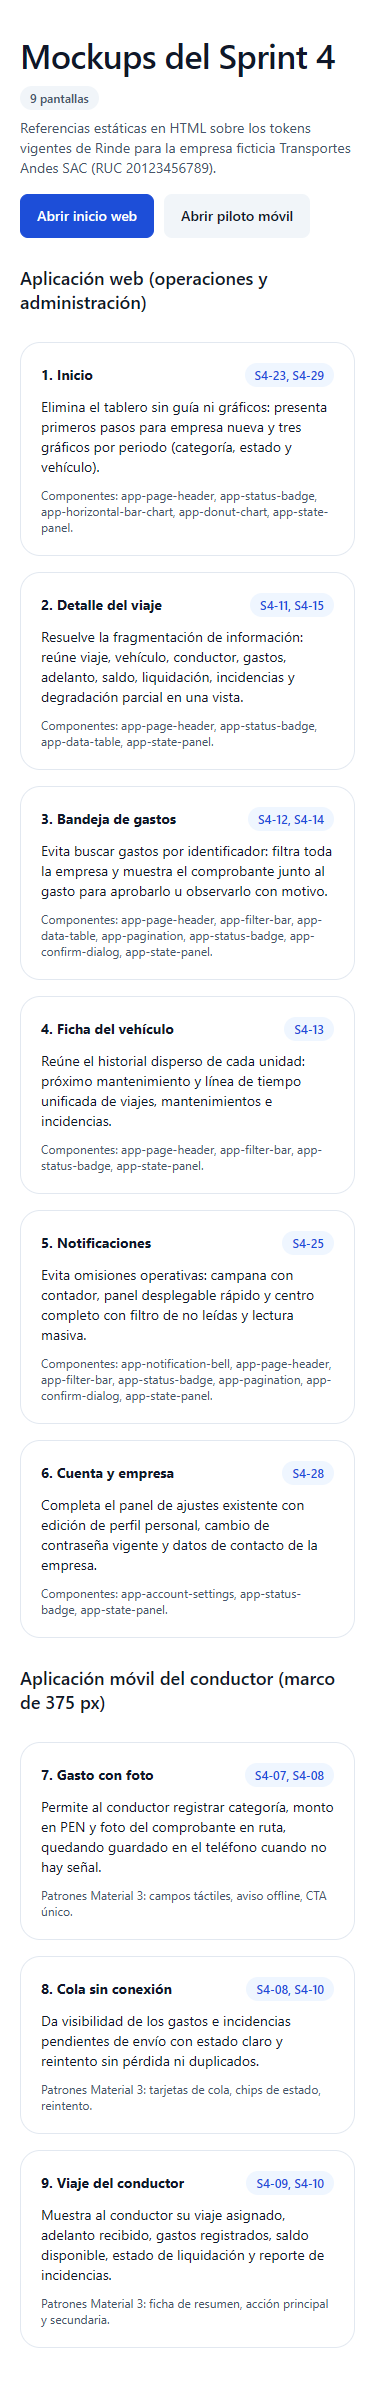 Mockups del Sprint 4
9 pantallas
Referencias estáticas en HTML sobre los tokens
vigentes de Rinde para la empresa ficticia Transportes
Andes SAC (RUC 20123456789).
Abrir inicio web
Abrir piloto móvil
Aplicación web (operaciones y
administración)
1. Inicio
S4-23, S4-29
Elimina el tablero sin guía ni gráficos: presenta
primeros pasos para empresa nueva y tres
gráficos por periodo (categoría, estado y
vehículo).
Componentes: app-page-header, app-status-badge,
app-horizontal-bar-chart, app-donut-chart, app-state-
panel.
2. Detalle del viaje
S4-11, S4-15
Resuelve la fragmentación de información:
reúne viaje, vehículo, conductor, gastos,
adelanto, saldo, liquidación, incidencias y
degradación parcial en una vista.
Componentes: app-page-header, app-status-badge,
app-data-table, app-state-panel.
3. Bandeja de gastos
S4-12, S4-14
Evita buscar gastos por identificador: filtra toda
la empresa y muestra el comprobante junto al
gasto para aprobarlo u observarlo con motivo.
Componentes: app-page-header, app-filter-bar, app-
data-table, app-pagination, app-status-badge, app-
confirm-dialog, app-state-panel.
4. Ficha del vehículo
S4-13
Reúne el historial disperso de cada unidad:
próximo mantenimiento y línea de tiempo
unificada de viajes, mantenimientos e
incidencias.
Componentes: app-page-header, app-filter-bar, app-
status-badge, app-state-panel.
5. Notificaciones
S4-25
Evita omisiones operativas: campana con
contador, panel desplegable rápido y centro
completo con filtro de no leídas y lectura
masiva.
Componentes: app-notification-bell, app-page-header,
app-filter-bar, app-status-badge, app-pagination, app-
confirm-dialog, app-state-panel.
6. Cuenta y empresa
S4-28
Completa el panel de ajustes existente con
edición de perfil personal, cambio de
contraseña vigente y datos de contacto de la
empresa.
Componentes: app-account-settings, app-status-
badge, app-state-panel.
Aplicación móvil del conductor (marco
de 375 px)
7. Gasto con foto
S4-07, S4-08
Permite al conductor registrar categoría, monto
en PEN y foto del comprobante en ruta,
quedando guardado en el teléfono cuando no
hay señal.
Patrones Material 3: campos táctiles, aviso offline, CTA
único.
8. Cola sin conexión
S4-08, S4-10
Da visibilidad de los gastos e incidencias
pendientes de envío con estado claro y
reintento sin pérdida ni duplicados.
Patrones Material 3: tarjetas de cola, chips de estado,
reintento.
9. Viaje del conductor
S4-09, S4-10
Muestra al conductor su viaje asignado,
adelanto recibido, gastos registrados, saldo
disponible, estado de liquidación y reporte de
incidencias.
Patrones Material 3: ficha de resumen, acción principal
y secundaria.